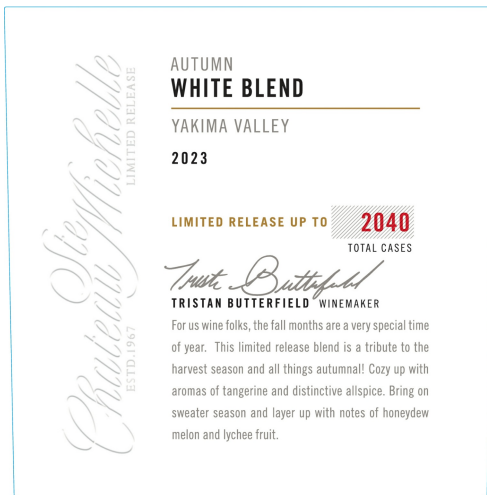 AUTUMN
WHITE BLEND
YAKIMA VALLEY
2023
Chateau Ste Michelle
LIMITED RELEASE
ESTD.1967
LIMITED RELEASE UP TO 2040
TOTAL CASES
Tristan Butterfield
TRISTAN BUTTERFIELD WINEMAKER
For us wine folks, the fall months are a very special time
of year. This limited release blend is a tribute to the
harvest season and all things autumnal! Cozy up with
aromas of tangerine and distinctive allspice. Bring on
sweater season and layer up with notes of honeydew
melon and lychee fruit.